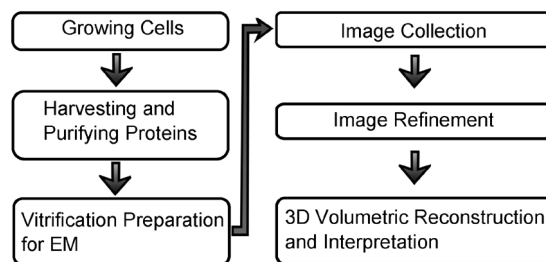 Growing Cells
Harvesting and
Purifying Proteins
Vitrification Preparation
for EM
Image Collection
Image Refinement
3D Volumetric Reconstruction
and Interpretation